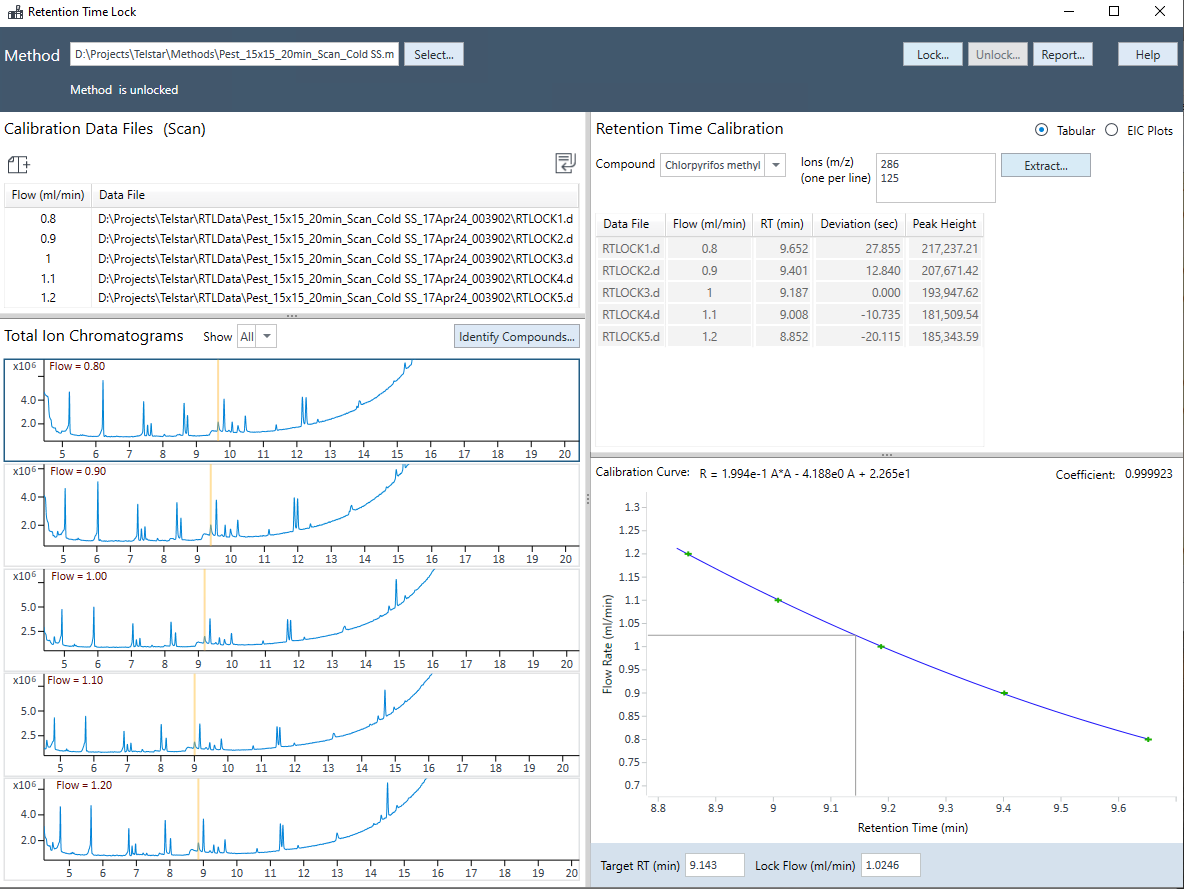 Retention Time Lock
Method D:\Projects\Telstar\Methods\Pest_15x15_20min_Scan_Cold SS.m Select... Lock... Unlock... Report... Help
Method is unlocked
Calibration Data Files (Scan)
Flow (ml/min) Data File
0.8 D:\Projects\Telstar\RTLData\Pest_15x15_20min_Scan_Cold SS_17Apr24_003902\RTLOCK1.d
0.9 D:\Projects\Telstar\RTLData\Pest_15x15_20min_Scan_Cold SS_17Apr24_003902\RTLOCK2.d
1 D:\Projects\Telstar\RTLData\Pest_15x15_20min_Scan_Cold SS_17Apr24_003902\RTLOCK3.d
1.1 D:\Projects\Telstar\RTLData\Pest_15x15_20min_Scan_Cold SS_17Apr24_003902\RTLOCK4.d
1.2 D:\Projects\Telstar\RTLData\Pest_15x15_20min_Scan_Cold SS_17Apr24_003902\RTLOCK5.d
Total Ion Chromatograms Show All Identify Compounds...
x10⁶ Flow = 0.80
4.0
2.0
5 6 7 8 9 10 11 12 13 14 15 16 17 18 19 20
x10⁶ Flow = 0.90
4.0
2.0
5 6 7 8 9 10 11 12 13 14 15 16 17 18 19 20
x10⁶ Flow = 1.00
5.0
2.5
5 6 7 8 9 10 11 12 13 14 15 16 17 18 19 20
x10⁶ Flow = 1.10
5.0
2.5
5 6 7 8 9 10 11 12 13 14 15 16 17 18 19 20
x10⁶ Flow = 1.20
4.0
2.0
5 6 7 8 9 10 11 12 13 14 15 16 17 18 19 20
Retention Time Calibration Tabular EIC Plots
Compound Chlorpyrifos methyl Ions (m/z) 286 Extract...
(one per line) 125
Data File Flow (ml/min) RT (min) Deviation (sec) Peak Height
RTLOCK1.d 0.8 9.652 27.855 217,237.21
RTLOCK2.d 0.9 9.401 12.840 207,671.42
RTLOCK3.d 1 9.187 0.000 193,947.62
RTLOCK4.d 1.1 9.008 -10.735 181,509.54
RTLOCK5.d 1.2 8.852 -20.115 185,343.59
Calibration Curve: R = 1.994e-1 A*A - 4.188e0 A + 2.265e1 Coefficient: 0.999923
Flow Rate (ml/min)
1.3
1.25
1.2
1.15
1.1
1.05
1
0.95
0.9
0.85
0.8
0.75
0.7
8.8 8.9 9 9.1 9.2 9.3 9.4 9.5 9.6
Retention Time (min)
Target RT (min) 9.143 Lock Flow (ml/min) 1.0246